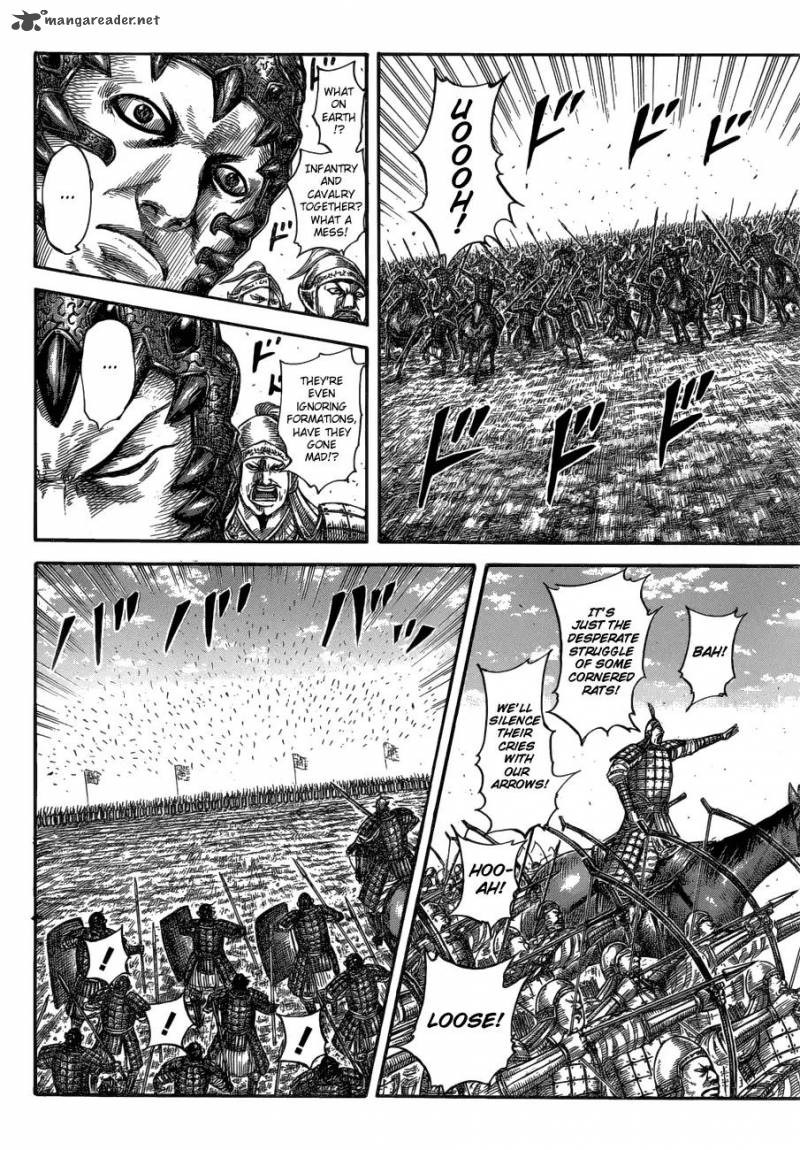 mangareader.net
UOOOH!
ドドド
ドドド
WHAT
ON
EARTH
!?
INFANTRY
AND
CAVALRY
TOGETHER?
WHAT A
MESS!
ド
ド
...
THEY'RE
EVEN
IGNORING
FORMATIONS,
HAVE THEY
GONE
MAD!?
ド
...
BAH!
IT'S
JUST THE
DESPERATE
STRUGGLE
OF SOME
CORNERED
RATS!
WE'LL
SILENCE
THEIR
CRIES
WITH
OUR
ARROWS!
HOO-
AH!
LOOSE!
バババッ
!
!
!